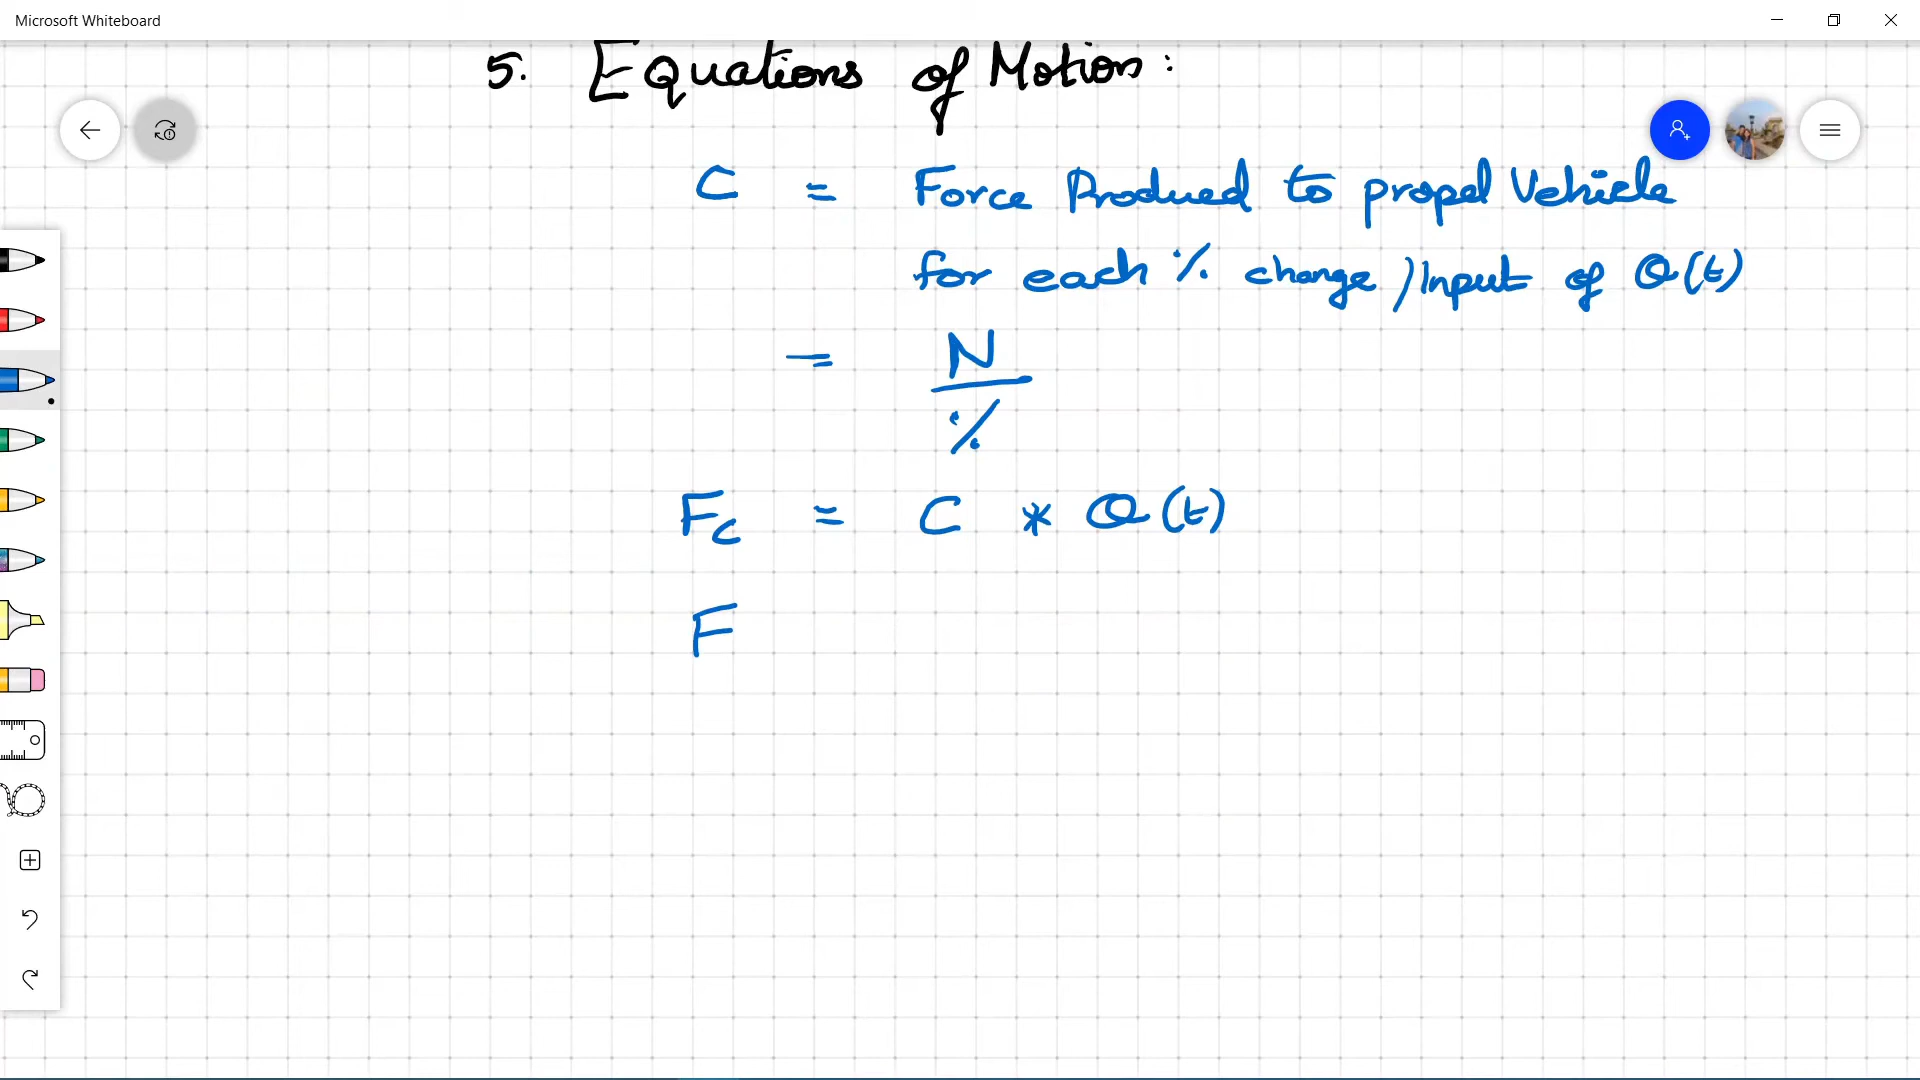 Microsoft Whiteboard
5. Equations of Motion:
C = Force Produced to propel Vehicle
for each % change/Input of Θ(t)
= N
%
Fc = C * Θ(t)
F